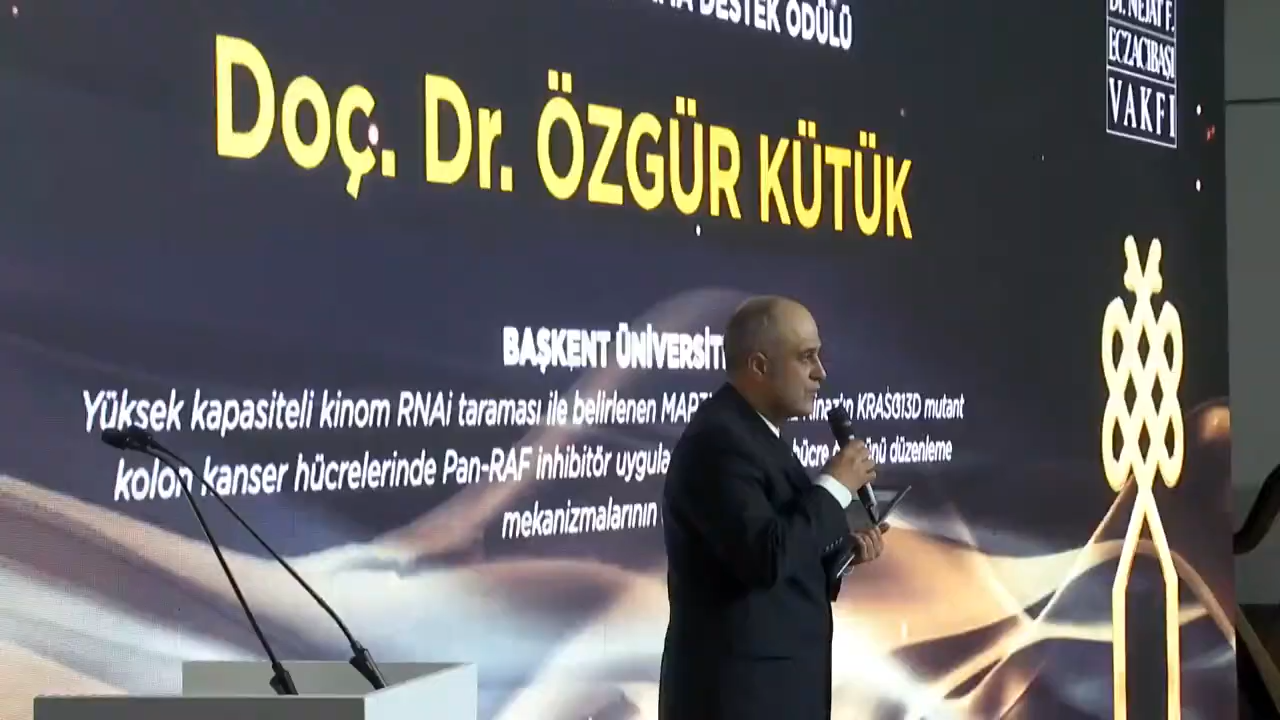 DESTEK ÖDÜLÜ
Doç. Dr. ÖZGÜR KÜTÜK
BAŞKENT ÜNİVERSİT
Yüksek kapasiteli kinom RNAi taraması ile belirlenen KRASG13D mutant
kolon kanser hücrelerinde Pan-RAF inhibitör uygula hücre düzenleme
mekanizmalarının
Dr. NEJAT F.
ECZACIBAŞI
VAKFI